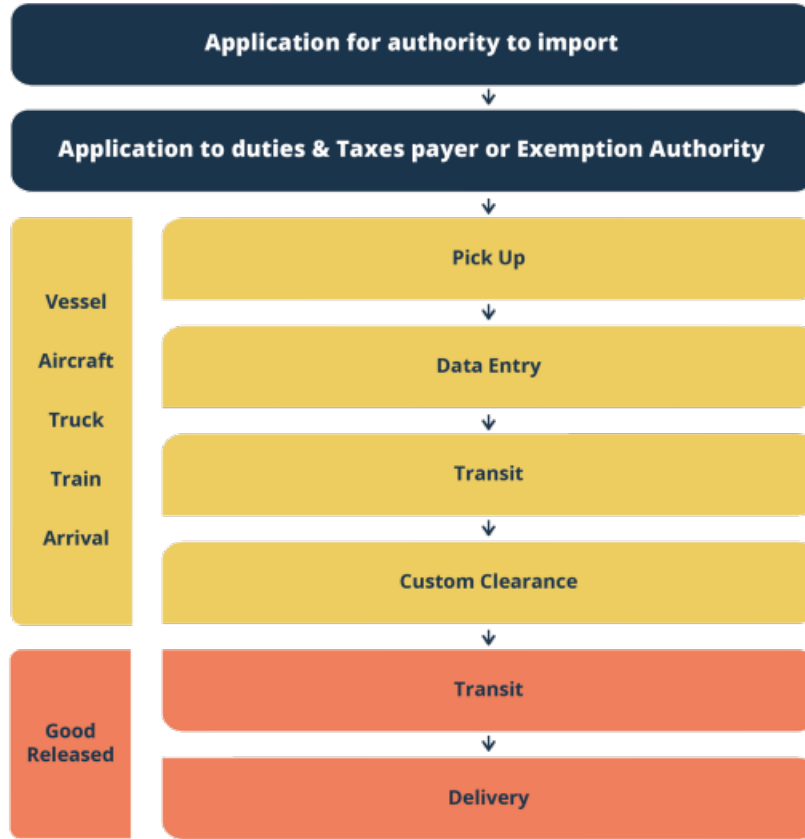 Application for authority to import
Application to duties & Taxes payer or Exemption Authority
Vessel
Aircraft
Truck
Train
Arrival
Pick Up
Data Entry
Transit
Custom Clearance
Good
Released
Transit
Delivery